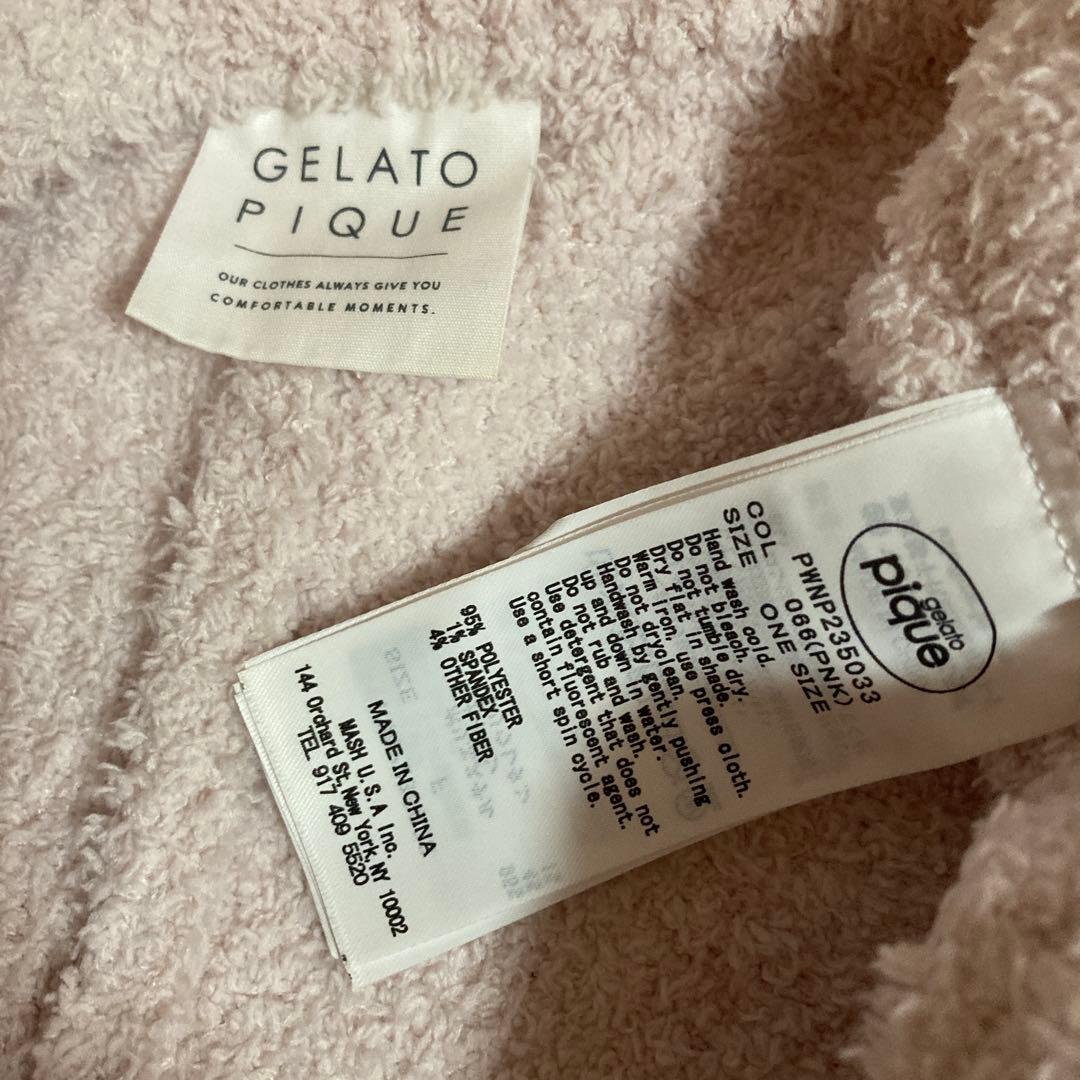 GELATO
PIQUE
OUR CLOTHES ALWAYS GIVE YOU
COMFORTABLE MOMENTS.
gelato
pique
PWNP235033
COL 066(PNK)
SIZE ONE SIZE
Hand wash cold.
Do not bleach.
Do not tumble dry.
Dry flat in shade.
Warm iron, use press cloth.
Do not dryclean.
Handwash by gently pushing
up and down in water.
Do not rub and wash.
Use detergent that does not
contain fluorescent agent.
Use a short spin cycle.
95% POLYESTER
1% SPANDEX
4% OTHER FIBER
MADE IN CHINA
MASH U.S.A Inc.
144 Orchard St, New York, NY 10002
TEL 917 409 5520